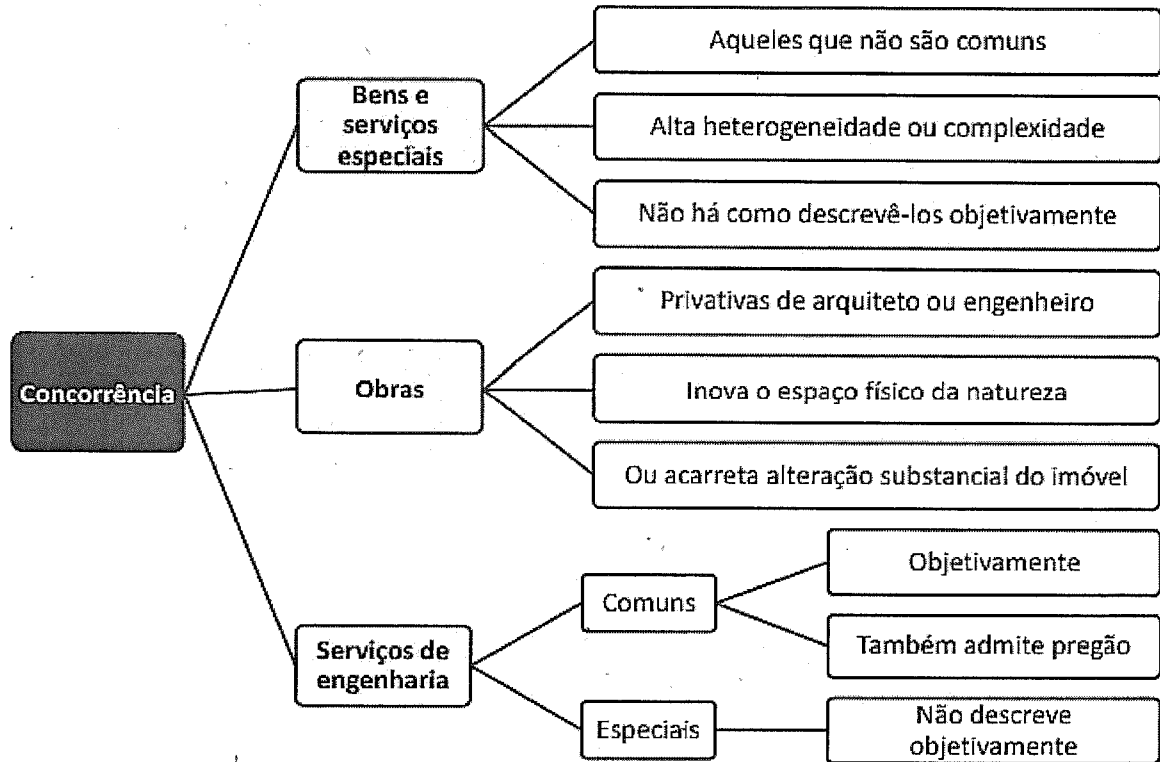 Concorrência
Bens e
serviços
especiais
Aqueles que não são comuns
Alta heterogeneidade ou complexidade
Não há como descrevê-los objetivamente
Obras
Privativas de arquiteto ou engenheiro
Inova o espaço físico da natureza
Ou acarreta alteração substancial do imóvel
Serviços de
engenharia
Comuns
Objetivamente
Também admite pregão
Especiais
Não descreve
objetivamente